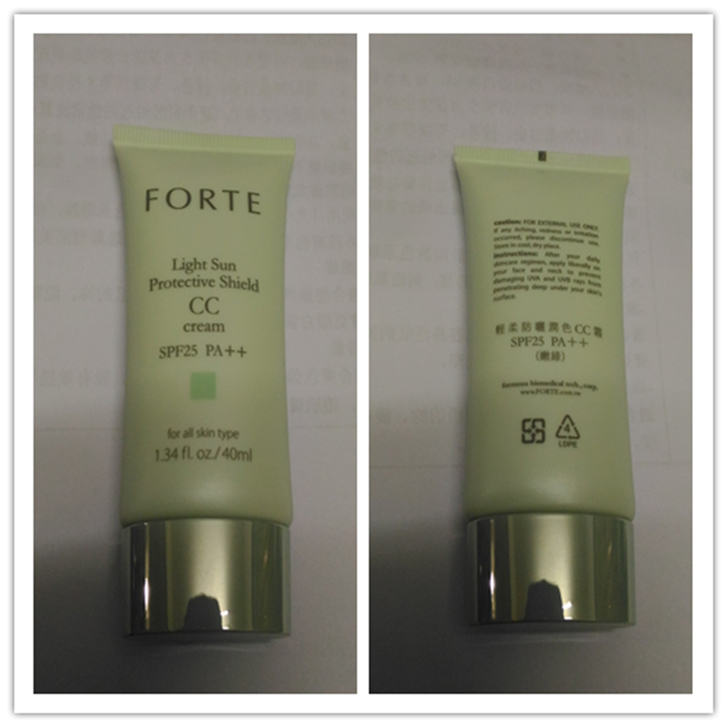 FORTE
Light Sun
Protective Shield
CC
cream
SPF25 PA++
for all skin type
1.34 fl. oz./40ml
caution: FOR EXTERNAL USE ONLY.
If any itching, redness or irritation
occurred, please discontinue use.
Store in cool, dry place.
Instructions: After your daily
skincare regimen, apply liberally on
your face and neck to prevent
damaging UVA and UVB rays from
penetrating deep under your skin's
surface.
輕柔防曬潤色CC霜
SPF25 PA++
(嫩綠)
biomedical tech., corp.
www.FORTE.com.tw
4
LDPE